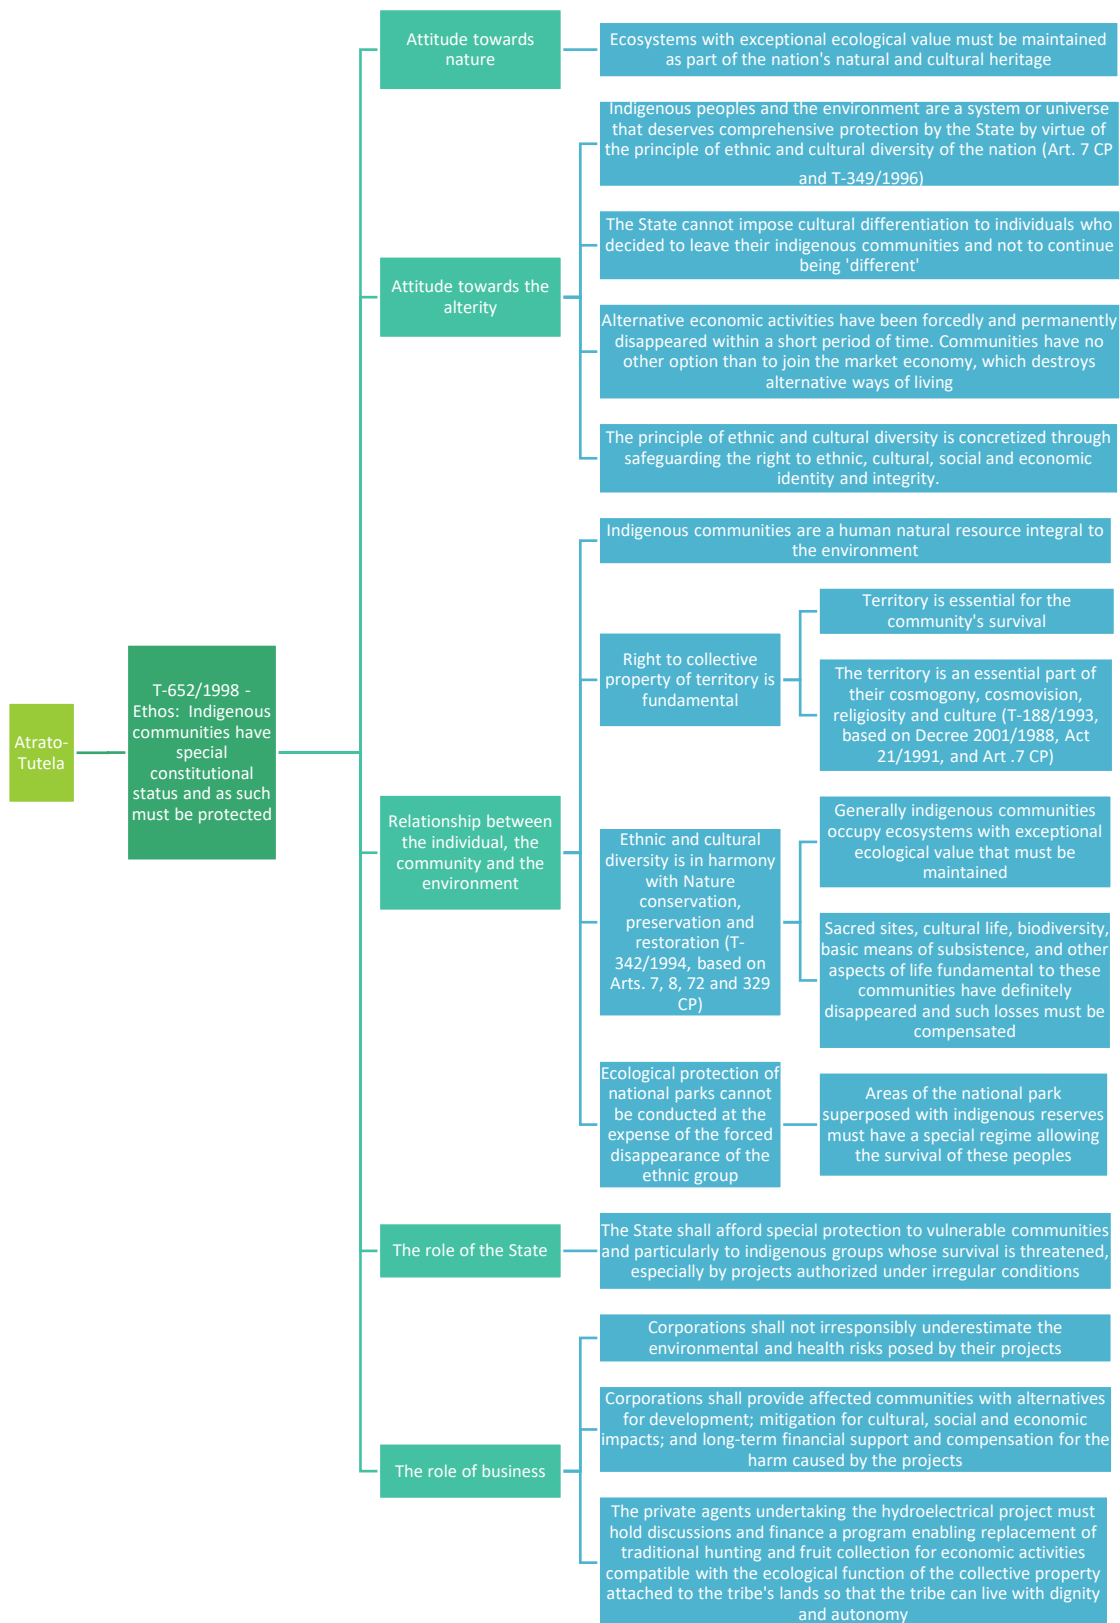 Attitude towards
nature
Ecosystems with exceptional ecological value must be maintained
as part of the nation's natural and cultural heritage
Indigenous peoples and the environment are a system or universe
that deserves comprehensive protection by the State by virtue of
the principle of ethnic and cultural diversity of the nation (Art. 7 CP
and T-349/1996)
The State cannot impose cultural differentiation to individuals who
decided to leave their indigenous communities and not to continue
being 'different'
Attitude towards the
alterity
Alternative economic activities have been forcedly and permanently
disappeared within a short period of time. Communities have no
other option than to join the market economy, which destroys
alternative ways of living
The principle of ethnic and cultural diversity is concretized through
safeguarding the right to ethnic, cultural, social and economic
identity and integrity.
Indigenous communities are a human natural resource integral to
the environment
Territory is essential for the
community's survival
Right to collective
property of territory is
fundamental
The territory is an essential part of
their cosmogony, cosmovision,
religiosity and culture (T-188/1993,
based on Decree 2001/1988, Act
21/1991, and Art .7 CP)
Atrato-
Tutela
T-652/1998 -
Ethos:  Indigenous
communities have
special
constitutional
status and as such
must be protected
Relationship between
the individual, the
community and the
environment
Generally indigenous communities
occupy ecosystems with exceptional
ecological value that must be
maintained
Ethnic and cultural
diversity is in harmony
with Nature
conservation,
preservation and
restoration (T-
342/1994, based on
Arts. 7, 8, 72 and 329
CP)
Sacred sites, cultural life, biodiversity,
basic means of subsistence, and other
aspects of life fundamental to these
communities have definitely
disappeared and such losses must be
compensated
Ecological protection of
national parks cannot
be conducted at the
expense of the forced
disappearance of the
ethnic group
Areas of the national park
superposed with indigenous reserves
must have a special regime allowing
the survival of these peoples
The role of the State
The State shall afford special protection to vulnerable communities
and particularly to indigenous groups whose survival is threatened,
especially by projects authorized under irregular conditions
Corporations shall not irresponsibly underestimate the
environmental and health risks posed by their projects
Corporations shall provide affected communities with alternatives
for development; mitigation for cultural, social and economic
impacts; and long-term financial support and compensation for the
harm caused by the projects
The role of business
The private agents undertaking the hydroelectrical project must
hold discussions and finance a program enabling replacement of
traditional hunting and fruit collection for economic activities
compatible with the ecological function of the collective property
attached to the tribe's lands so that the tribe can live with dignity
and autonomy